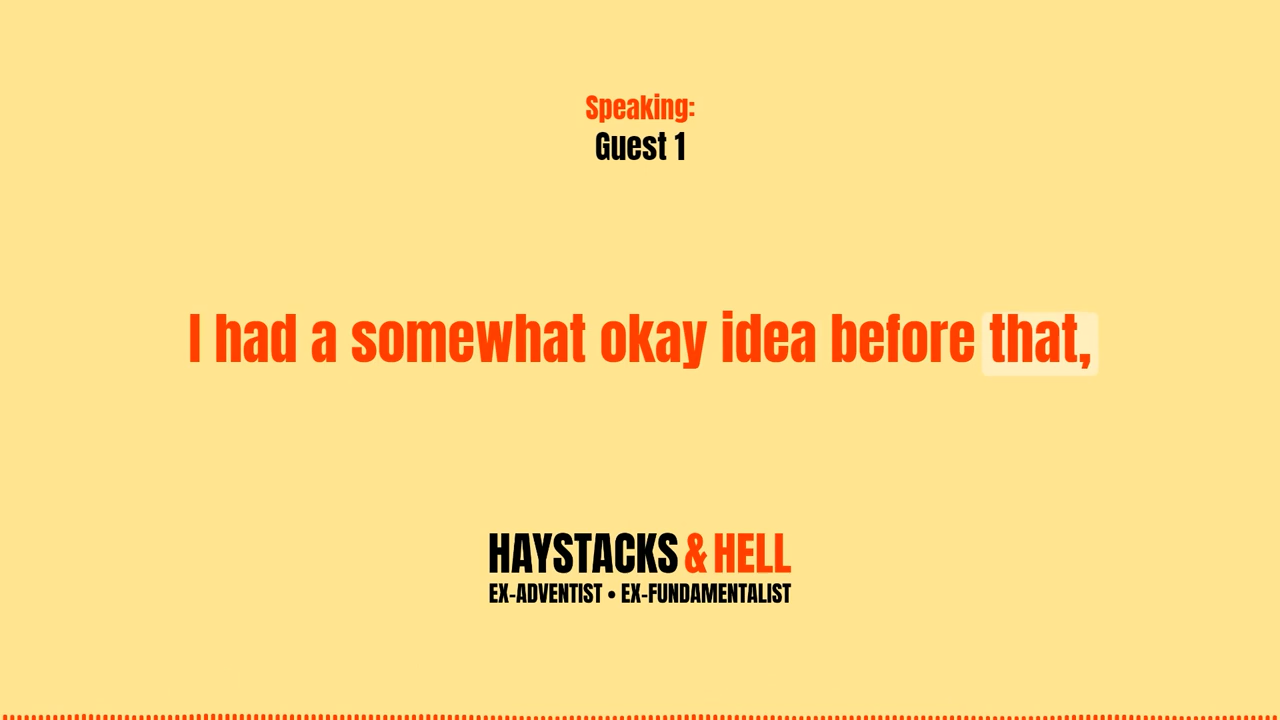 Speaking:
Guest 1
I had a somewhat okay idea before that,
HAYSTACKS & HELL
EX-ADVENTIST • EX-FUNDAMENTALIST